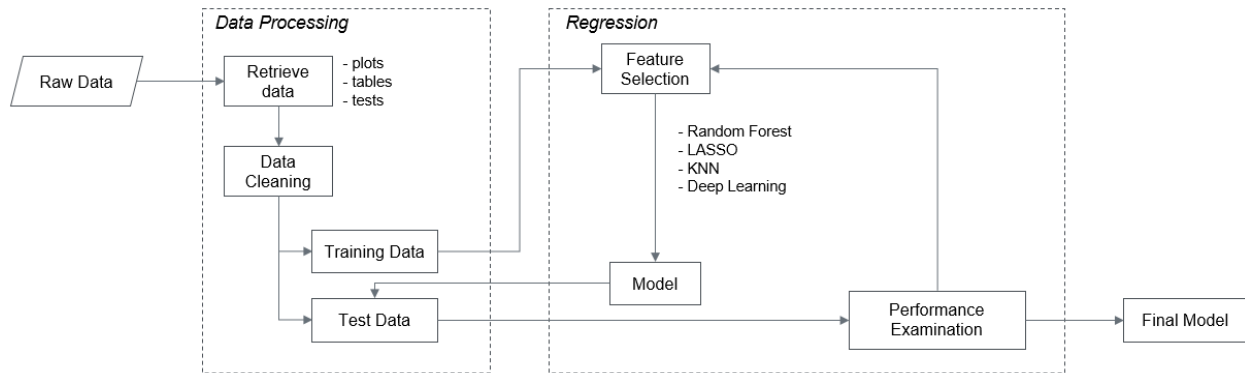 Data Processing
Regression
Raw Data
Retrieve
data
- plots
- tables
- tests
Data
Cleaning
Training Data
Test Data
Feature
Selection
- Random Forest
- LASSO
- KNN
- Deep Learning
Model
Performance
Examination
Final Model